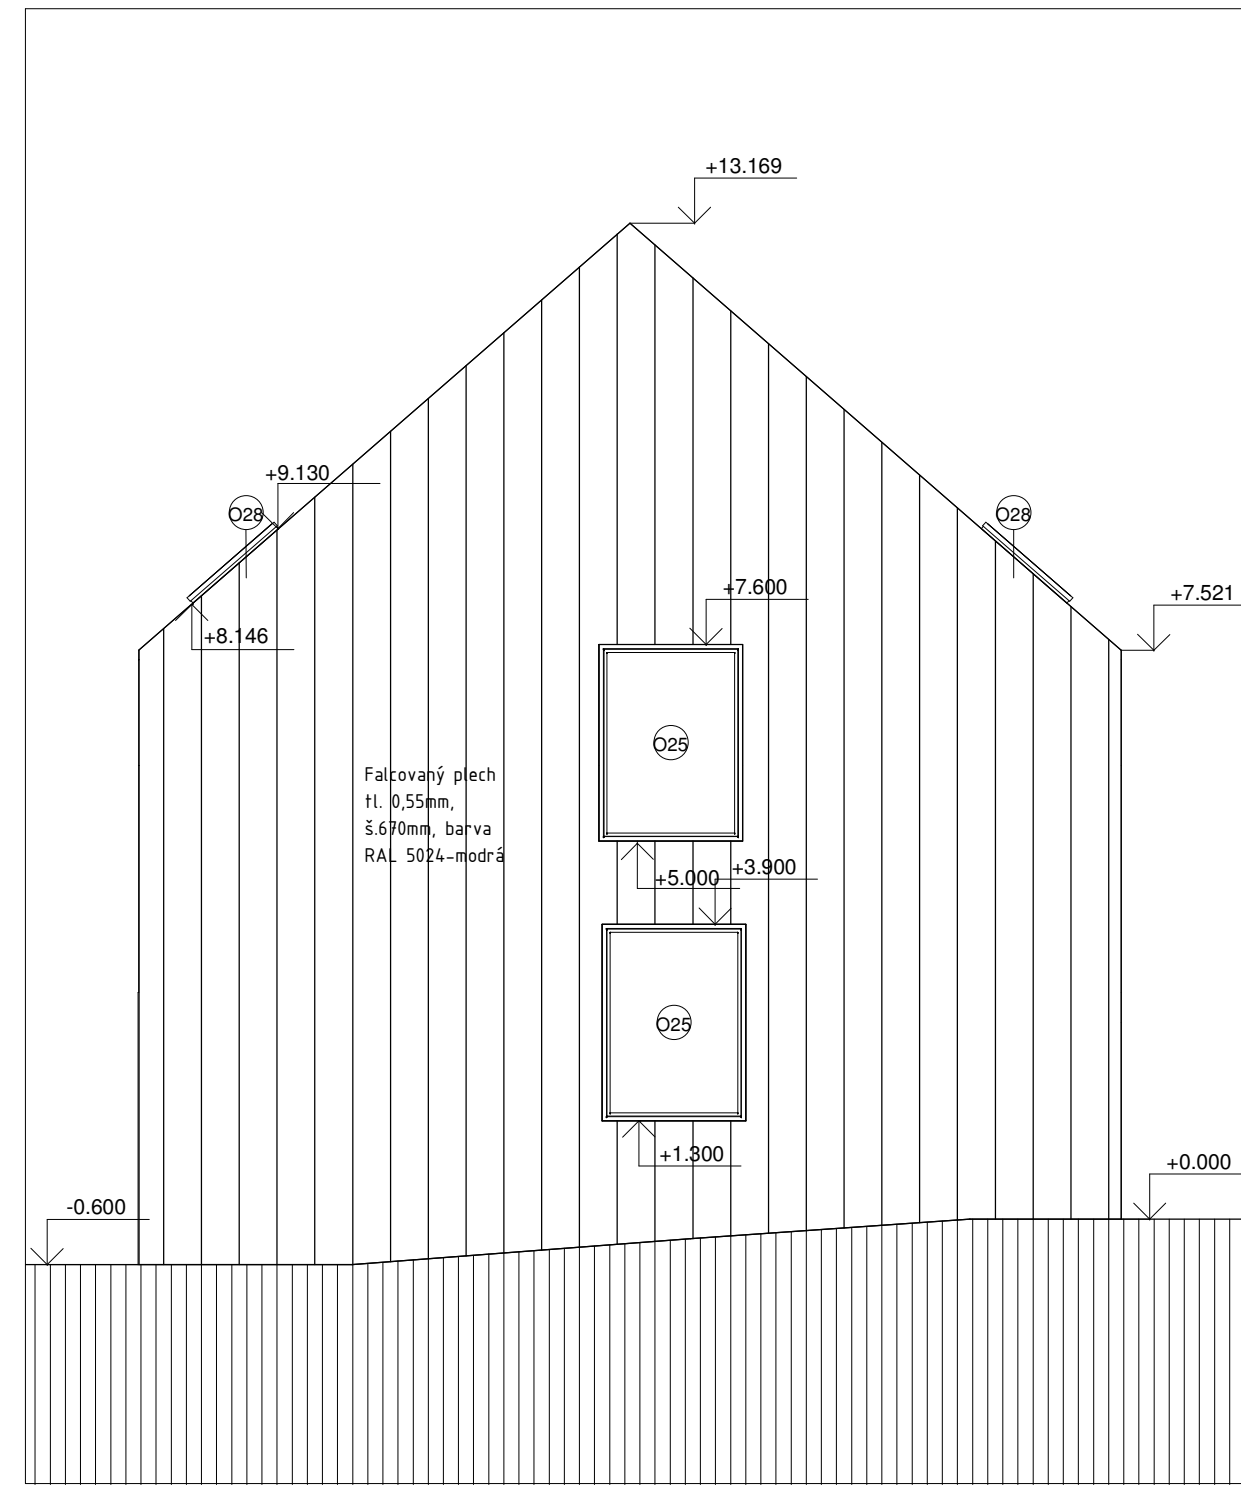 +13.169
+9.130
O28
O28
+7.600
+7.521
+8.146
O25
Falcovaný plech
tl. 0,55mm,
š.670mm, barva
RAL 5024-modrá
+3.900
+5.000
O25
+1.300
+0.000
-0.600